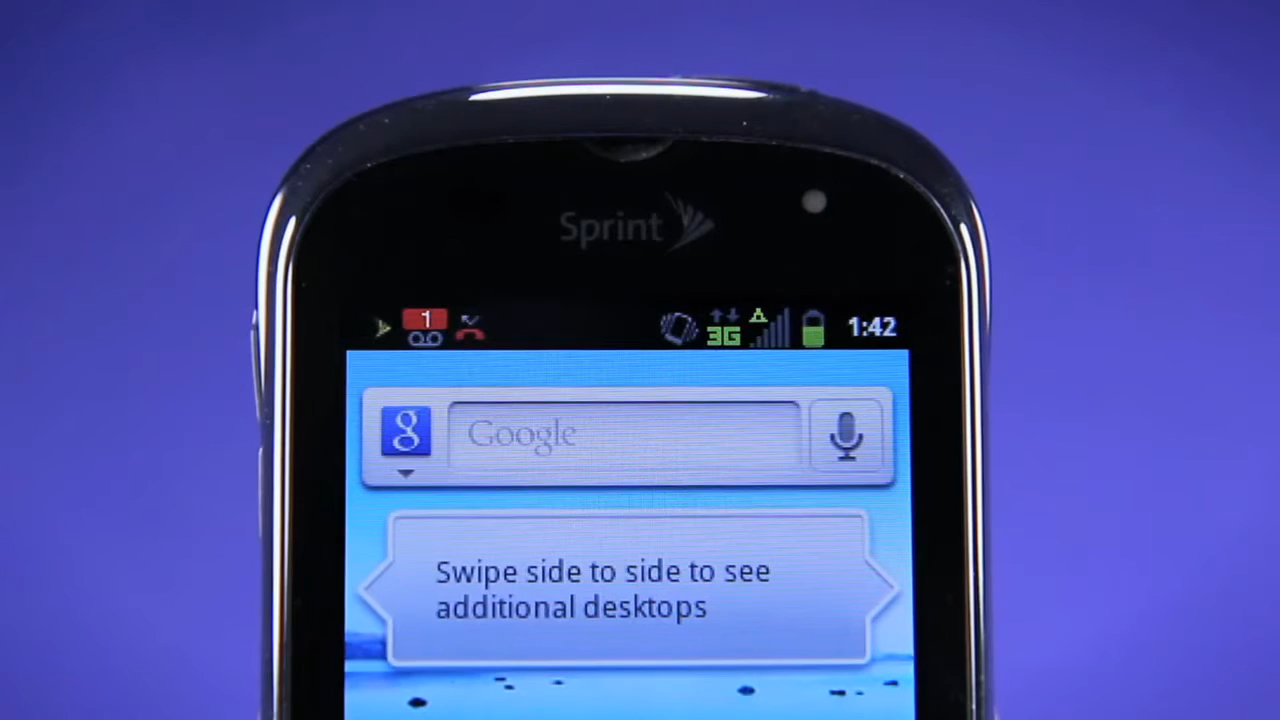 Sprint
1
3G
1:42
g
Google
Swipe side to side to see
additional desktops